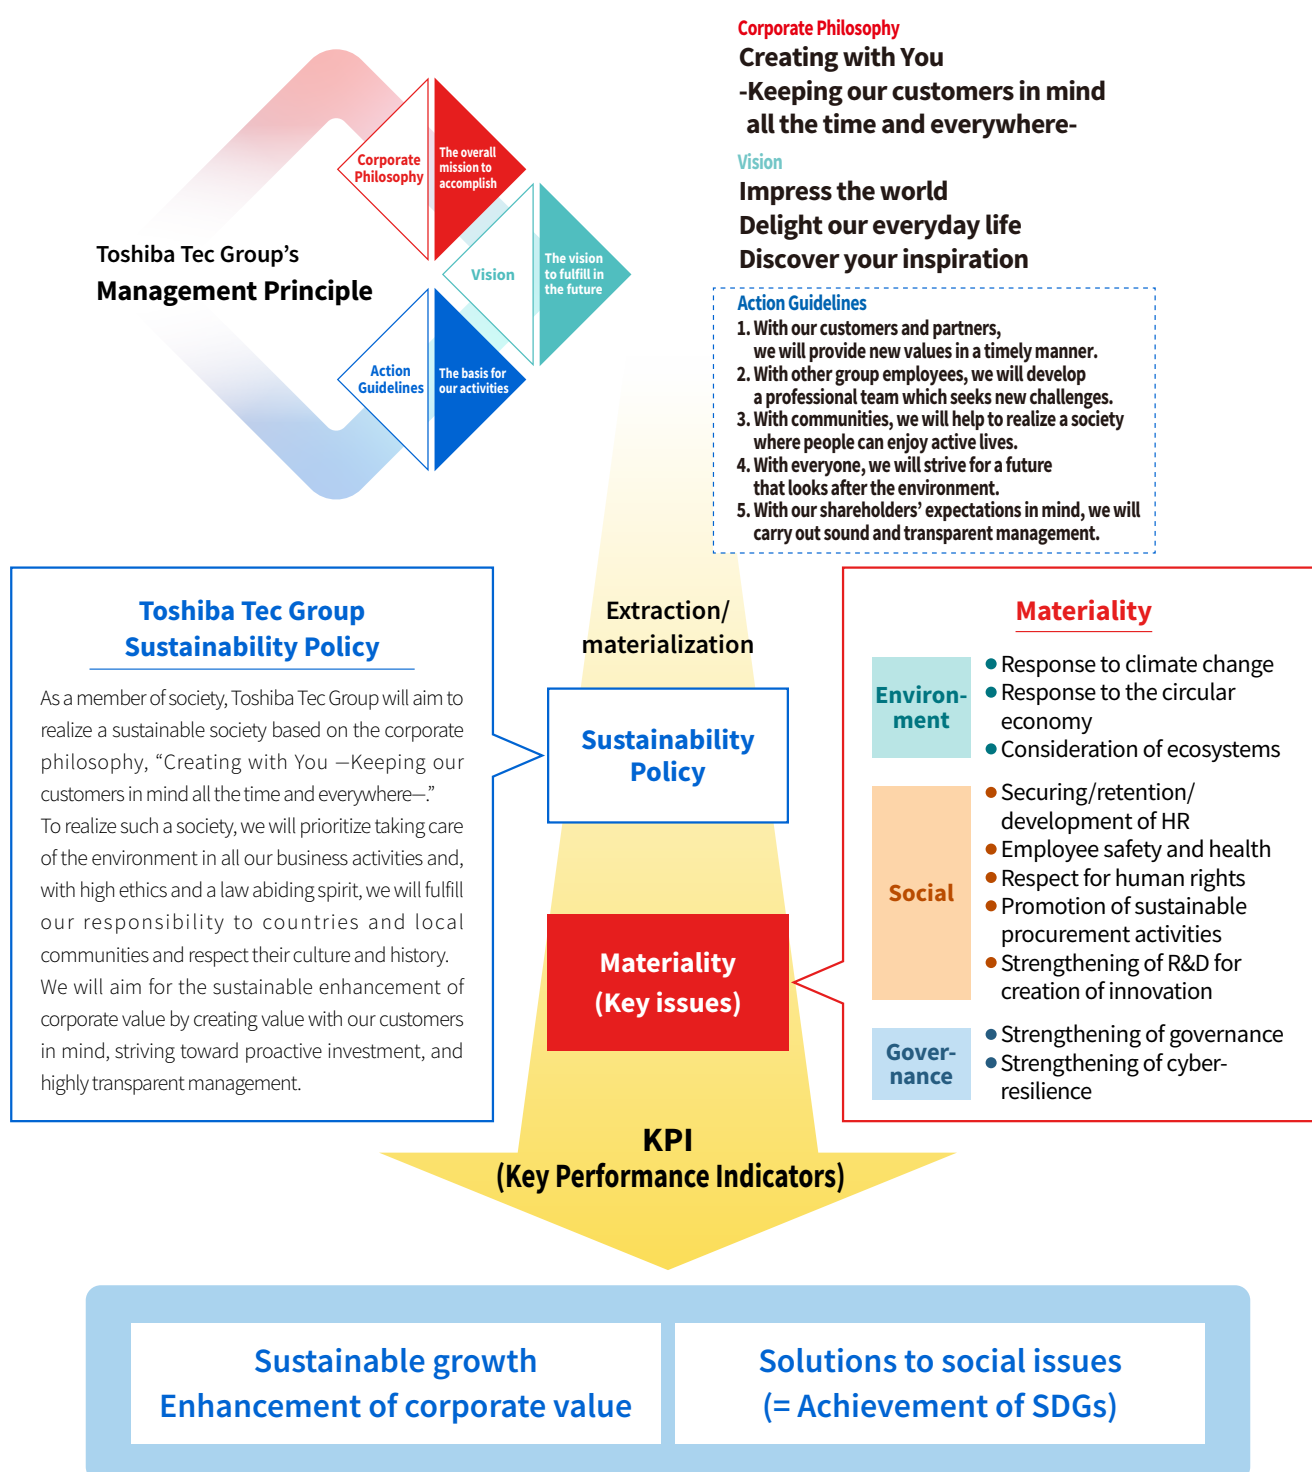 Toshiba Tec Group's
Management Principle
Corporate
Philosophy
The overall
mission to
accomplish
Vision
The vision
to fulfill in
the future
Action
Guidelines
The basis for
our activities
Corporate Philosophy
Creating with You
-Keeping our customers in mind
all the time and everywhere-
Vision
Impress the world
Delight our everyday life
Discover your inspiration
Action Guidelines
1. With our customers and partners,
we will provide new values in a timely manner.
2. With other group employees, we will develop
a professional team which seeks new challenges.
3. With communities, we will help to realize a society
where people can enjoy active lives.
4. With everyone, we will strive for a future
that looks after the environment.
5. With our shareholders' expectations in mind, we will
carry out sound and transparent management.
Toshiba Tec Group
Sustainability Policy
As a member of society, Toshiba Tec Group will aim to
realize a sustainable society based on the corporate
philosophy, “Creating with You —Keeping our
customers in mind all the time and everywhere—.”
To realize such a society, we will prioritize taking care
of the environment in all our business activities and,
with high ethics and a law abiding spirit, we will fulfill
our responsibility to countries and local
communities and respect their culture and history.
We will aim for the sustainable enhancement of
corporate value by creating value with our customers
in mind, striving toward proactive investment, and
highly transparent management.
Extraction/
materialization
Sustainability
Policy
Materiality
(Key issues)
Materiality
Environ-
ment
● Response to climate change
● Response to the circular
economy
● Consideration of ecosystems
Social
● Securing/retention/
development of HR
● Employee safety and health
● Respect for human rights
● Promotion of sustainable
procurement activities
● Strengthening of R&D for
creation of innovation
Gover-
nance
● Strengthening of governance
● Strengthening of cyber-
resilience
KPI
(Key Performance Indicators)
Sustainable growth
Enhancement of corporate value
Solutions to social issues
(= Achievement of SDGs)